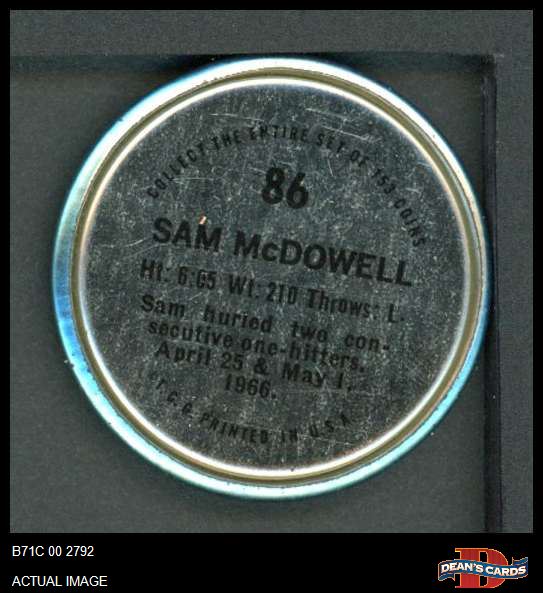 COLLECT THE ENTIRE SET OF 153 COINS
86
SAM McDOWELL
Ht: 6:05 Wt: 210 Throws: L.
Sam hurled two con-
secutive one-hitters.
April 25 & May 1,
1966.
T.C.G. PRINTED IN U.S.A.
B71C 00 2792
ACTUAL IMAGE
D
DEAN'S CARDS